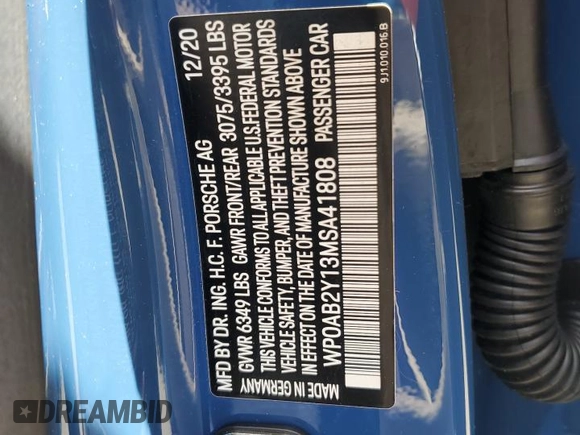 MFD BY DR. ING. H.C. F. PORSCHE AG 12/20
GVWR 6349 LBS GAWR FRONT/REAR 3075/3395 LBS
THIS VEHICLE CONFORMS TO ALL APPLICABLE U.S. FEDERAL MOTOR
VEHICLE SAFETY, BUMPER, AND THEFT PREVENTION STANDARDS
IN EFFECT ON THE DATE OF MANUFACTURE SHOWN ABOVE
WP0AB2Y13MSA41808 PASSENGER CAR
MADE IN GERMANY
9J1.010.016 B
DREAMBID